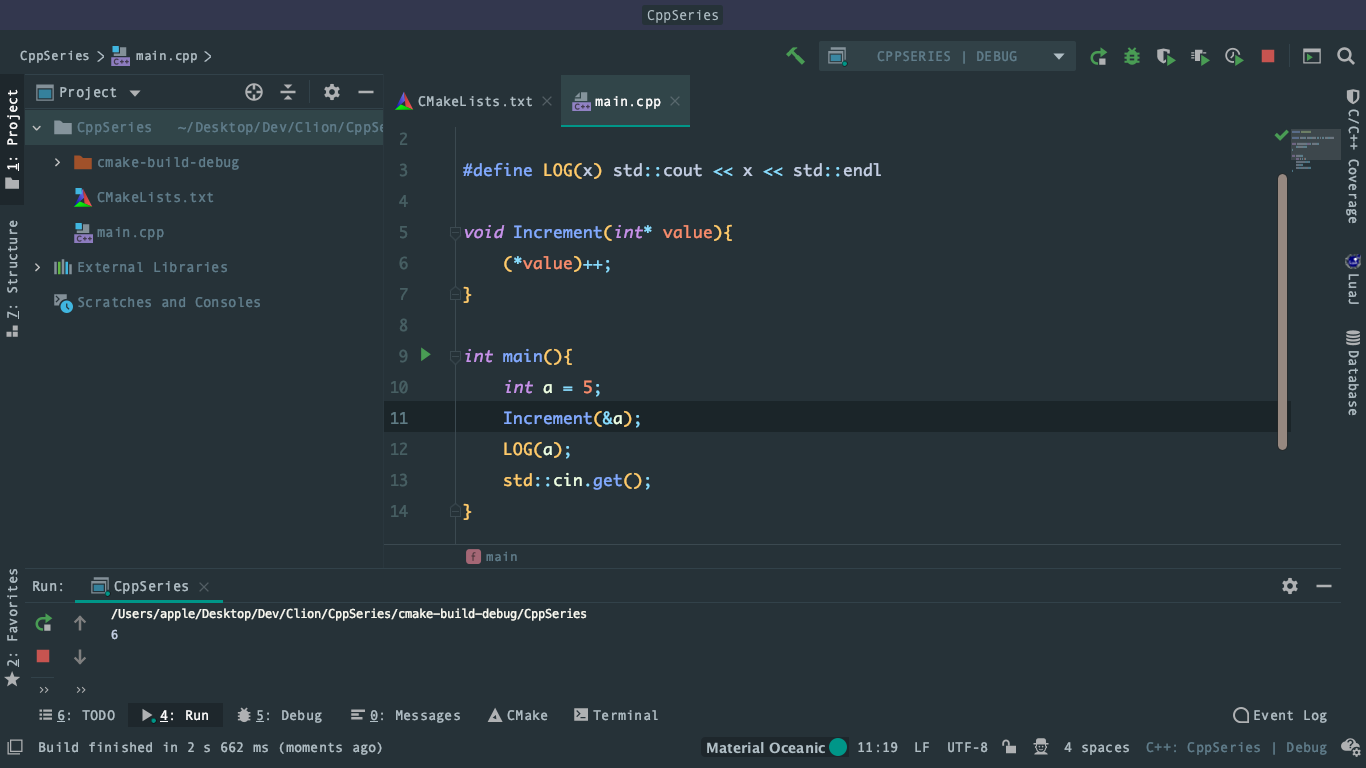 CppSeries
CppSeries > main.cpp >
CPPSERIES | DEBUG
1: Project
Z: Structure
2: Favorites
Project
CppSeries ~/Desktop/Dev/Clion/CppSe
cmake-build-debug
CMakeLists.txt
main.cpp
External Libraries
Scratches and Consoles
CMakeLists.txt
main.cpp
2
3 #define LOG(x) std::cout << x << std::endl
4
5 void Increment(int* value){
6 (*value)++;
7 }
8
9 int main(){
10 int a = 5;
11 Increment(&a);
12 LOG(a);
13 std::cin.get();
14 }
f main
C/C++ Coverage
LuaJ
Database
Run: CppSeries
/Users/apple/Desktop/Dev/Clion/CppSeries/cmake-build-debug/CppSeries
6
6: TODO 4: Run 5: Debug 0: Messages CMake Terminal Event Log
Build finished in 2 s 662 ms (moments ago) Material Oceanic 11:19 LF UTF-8 4 spaces C++: CppSeries | Debug